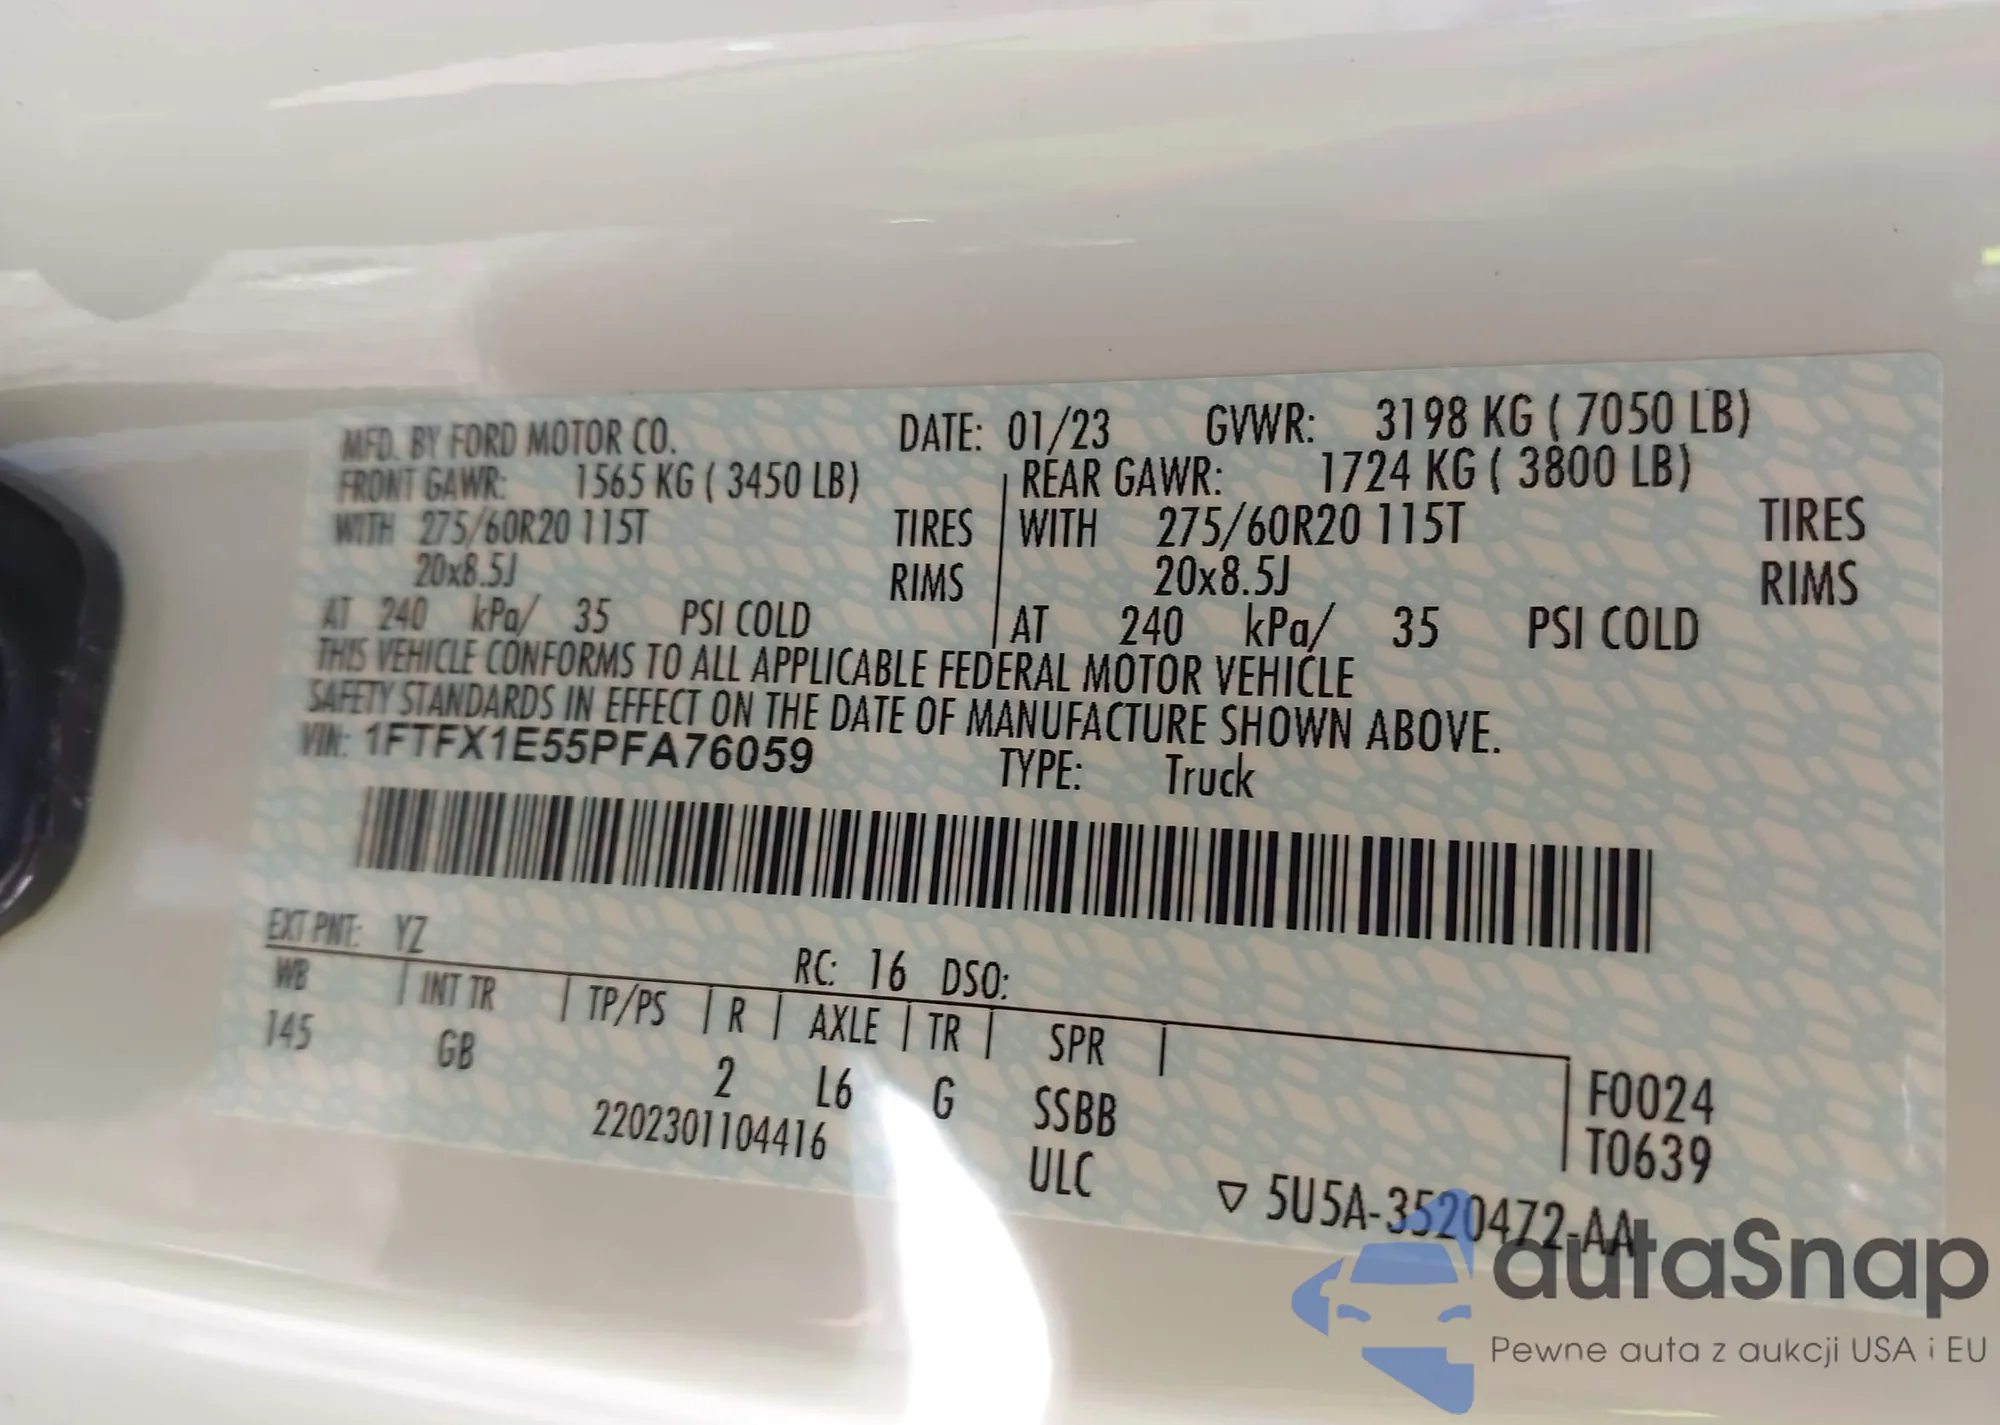 MFD. BY FORD MOTOR CO. DATE: 01/23 GVWR: 3198 KG ( 7050 LB)
FRONT GAWR: 1565 KG ( 3450 LB) REAR GAWR: 1724 KG ( 3800 LB)
WITH 275/60R20 115T TIRES WITH 275/60R20 115T TIRES
20x8.5J RIMS 20x8.5J RIMS
AT 240 kPa/ 35 PSI COLD AT 240 kPa/ 35 PSI COLD
THIS VEHICLE CONFORMS TO ALL APPLICABLE FEDERAL MOTOR VEHICLE
SAFETY STANDARDS IN EFFECT ON THE DATE OF MANUFACTURE SHOWN ABOVE.
VIN: 1FTFX1E55PFA76059 TYPE: Truck
EXT PNT: YZ RC: 16 DSO:
WB INT TR TP/PS R AXLE TR SPR
145 GB 2 L6 G SSBB F0024
2202301104416 ULC T0639
▽ 5U5A-3520472-AA
autaSnap
Pewne auta z aukcji USA i EU